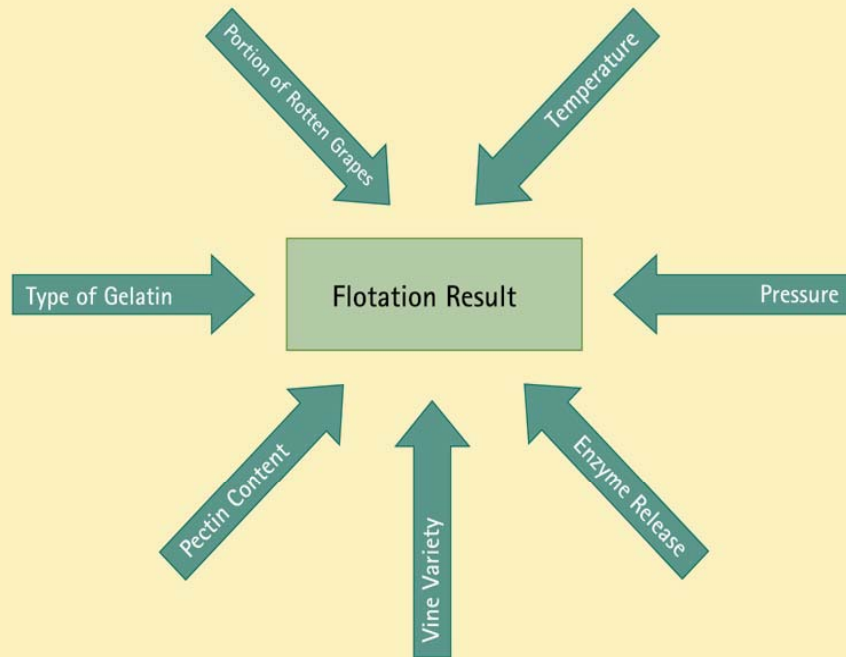 Portion of Rotten Grapes
Temperature
Type of Gelatin
Flotation Result
Pressure
Pectin Content
Vine Variety
Enzyme Release